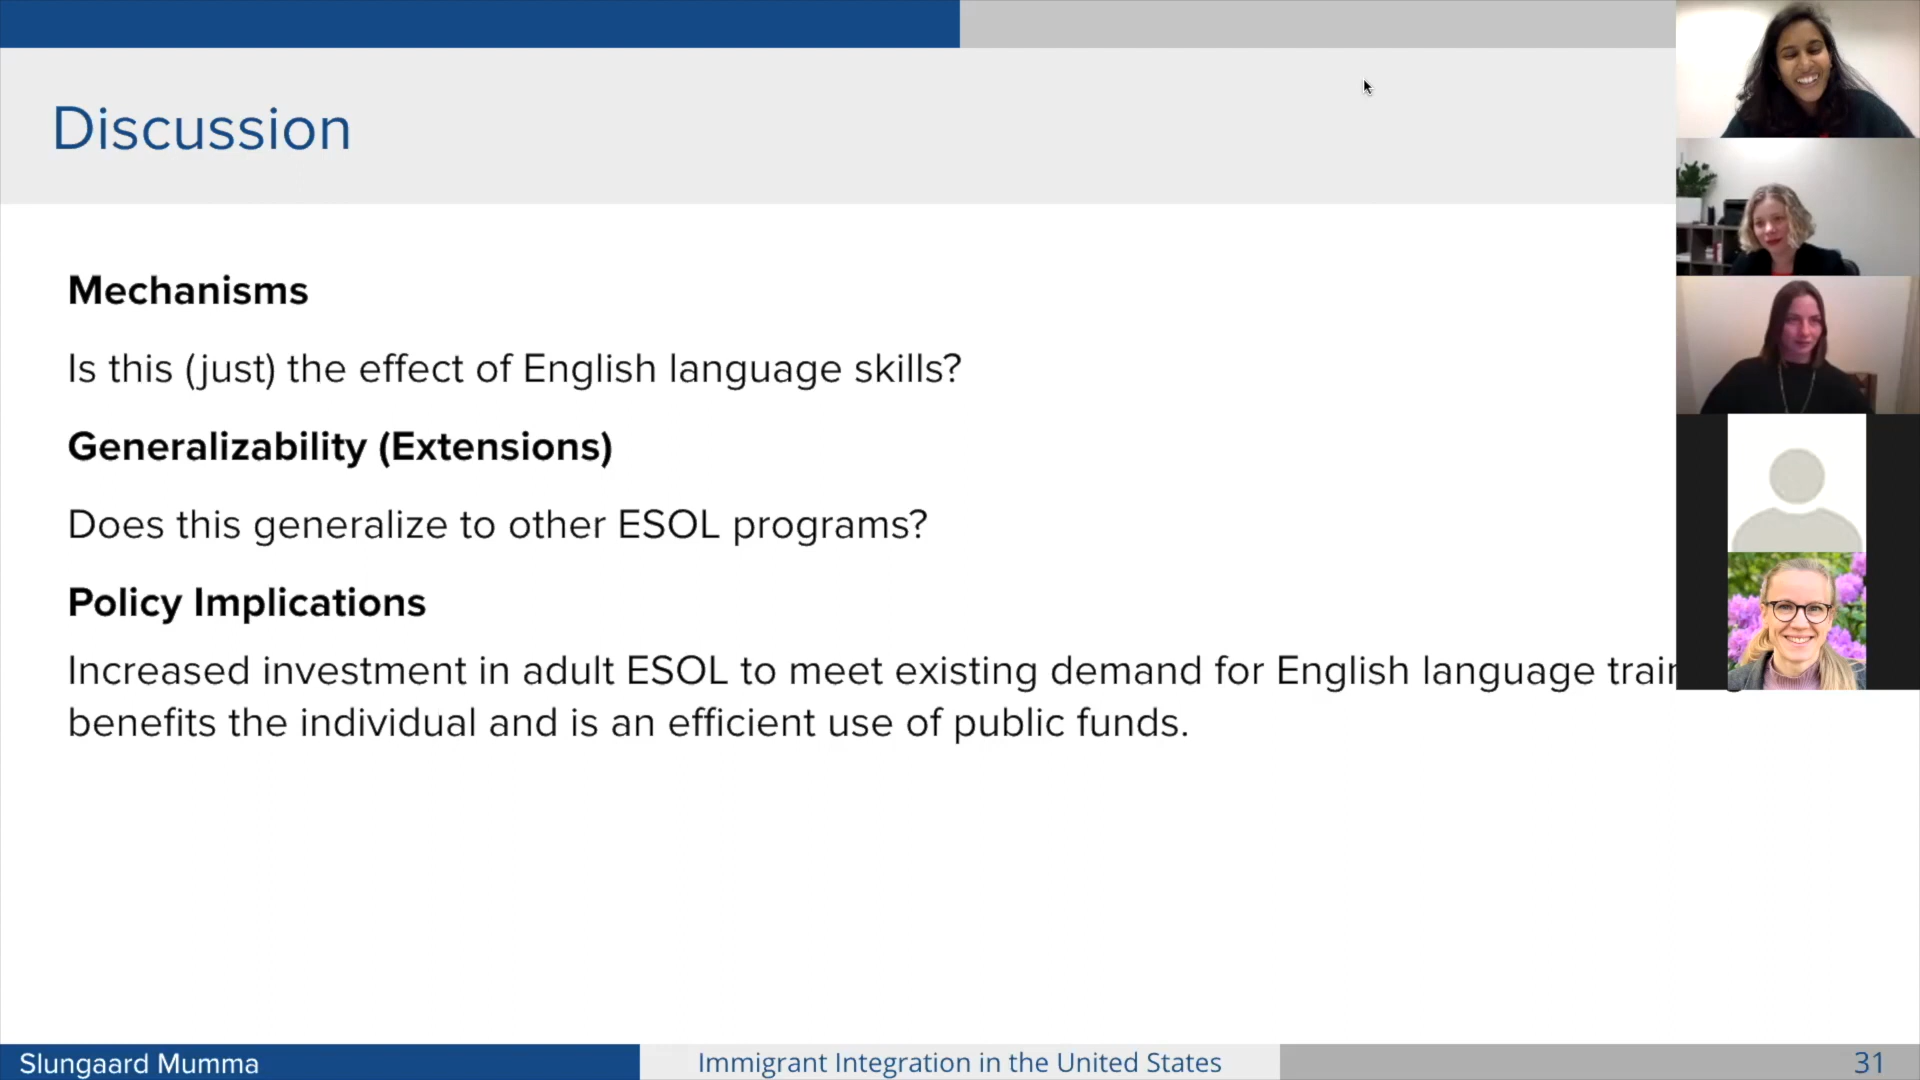 Discussion
Mechanisms
Is this (just) the effect of English language skills?
Generalizability (Extensions)
Does this generalize to other ESOL programs?
Policy Implications
Increased investment in adult ESOL to meet existing demand for English language
benefits the individual and is an efficient use of public funds.
Slungaard Mumma
Immigrant Integration in the United States
31